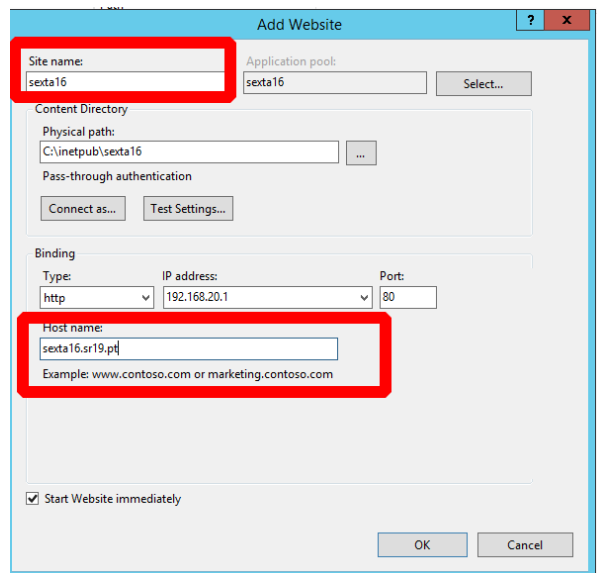 Add Website
?
x
Site name:
Application pool:
sexta16
sexta16
Select...
Content Directory
Physical path:
C:\inetpub\sexta16
...
Pass-through authentication
Connect as...
Test Settings...
Binding
Type:
IP address:
Port:
http
192.168.20.1
80
Host name:
sexta16.sr19.pt
Example: www.contoso.com or marketing.contoso.com
Start Website immediately
OK
Cancel